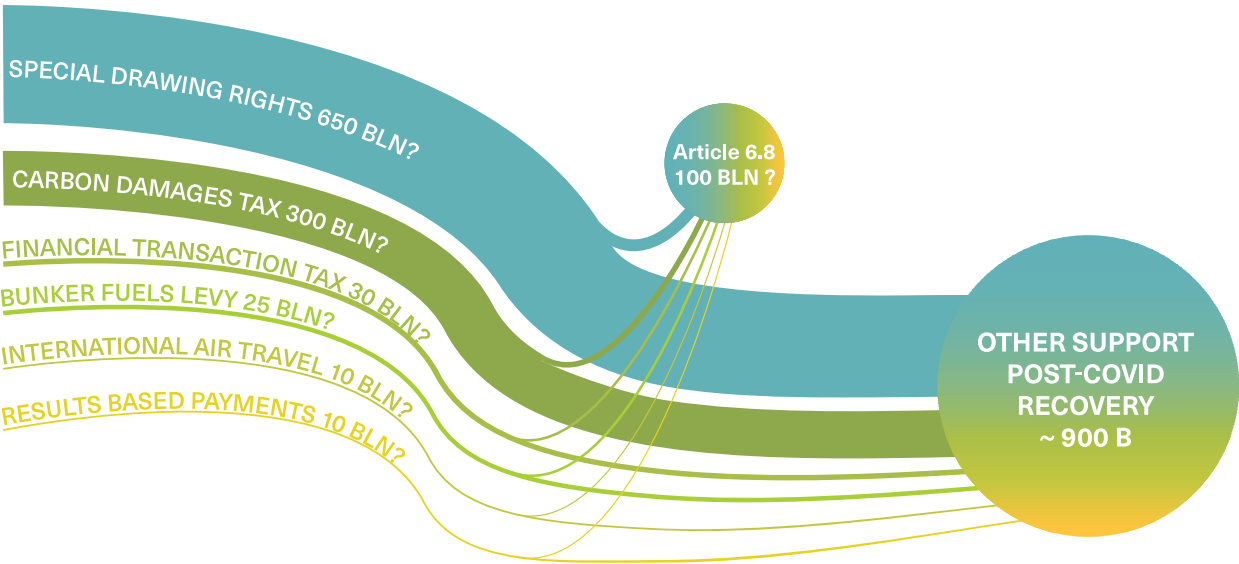 SPECIAL DRAWING RIGHTS 650 BLN?
CARBON DAMAGES TAX 300 BLN?
FINANCIAL TRANSACTION TAX 30 BLN?
BUNKER FUELS LEVY 25 BLN?
INTERNATIONAL AIR TRAVEL 10 BLN?
RESULTS BASED PAYMENTS 10 BLN?
Article 6.8
100 BLN ?
OTHER SUPPORT
POST-COVID
RECOVERY
~ 900 B